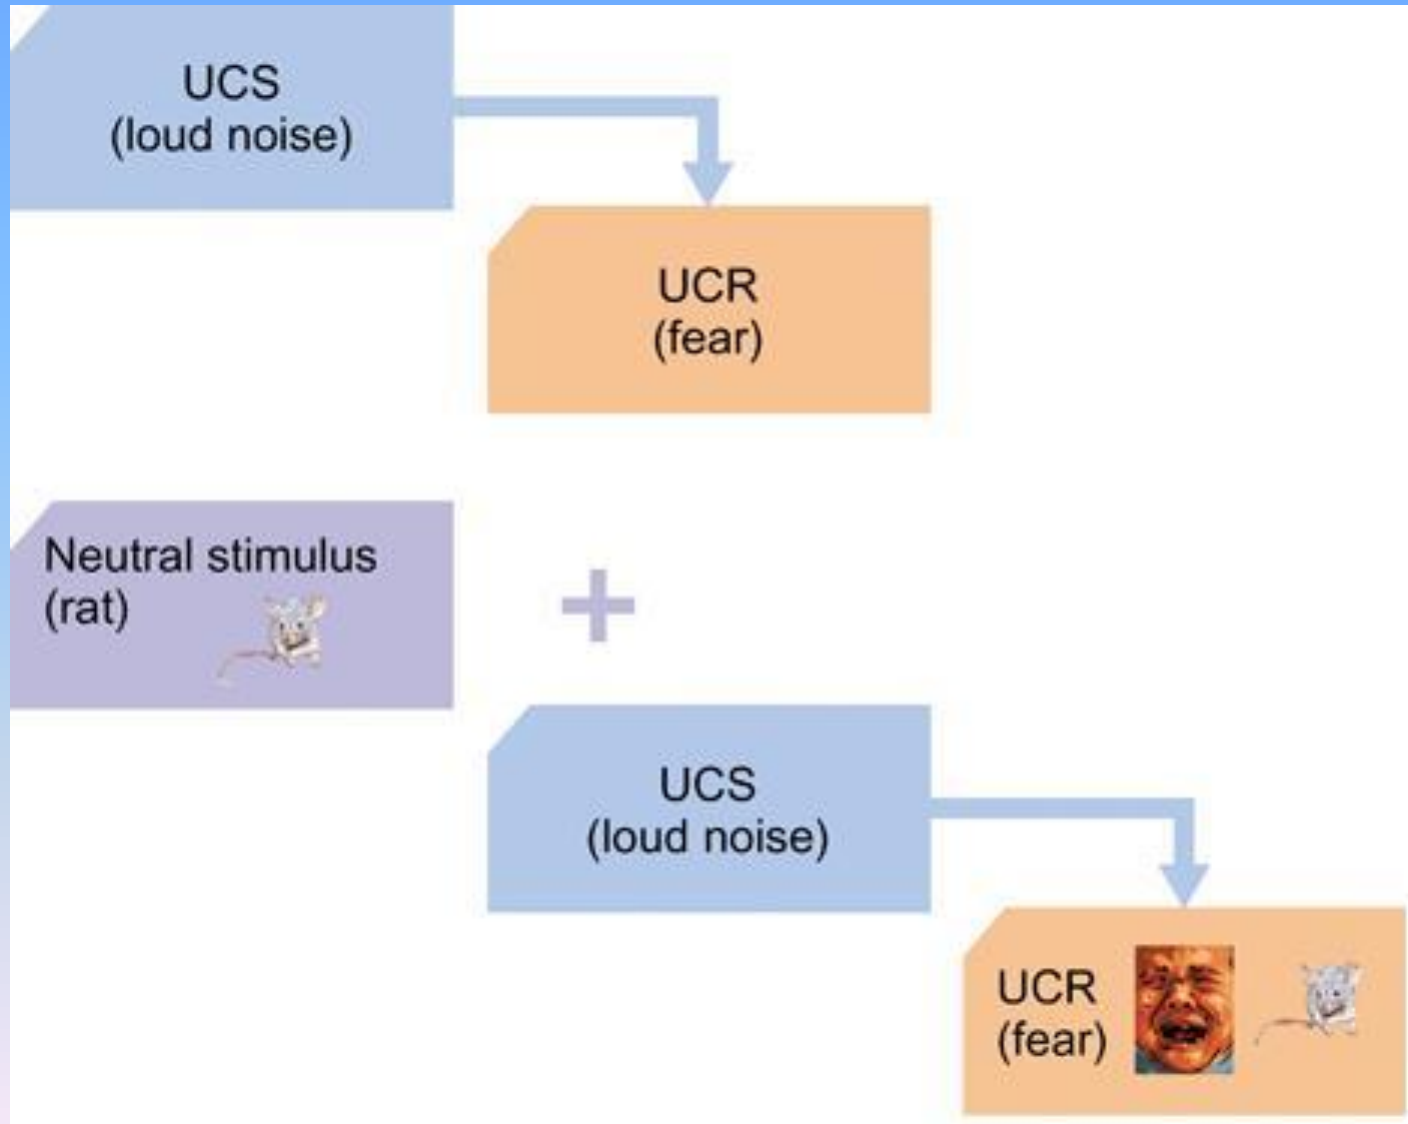 UCS
(loud noise)
UCR
(fear)
Neutral stimulus
(rat)
+
UCS
(loud noise)
UCR
(fear)